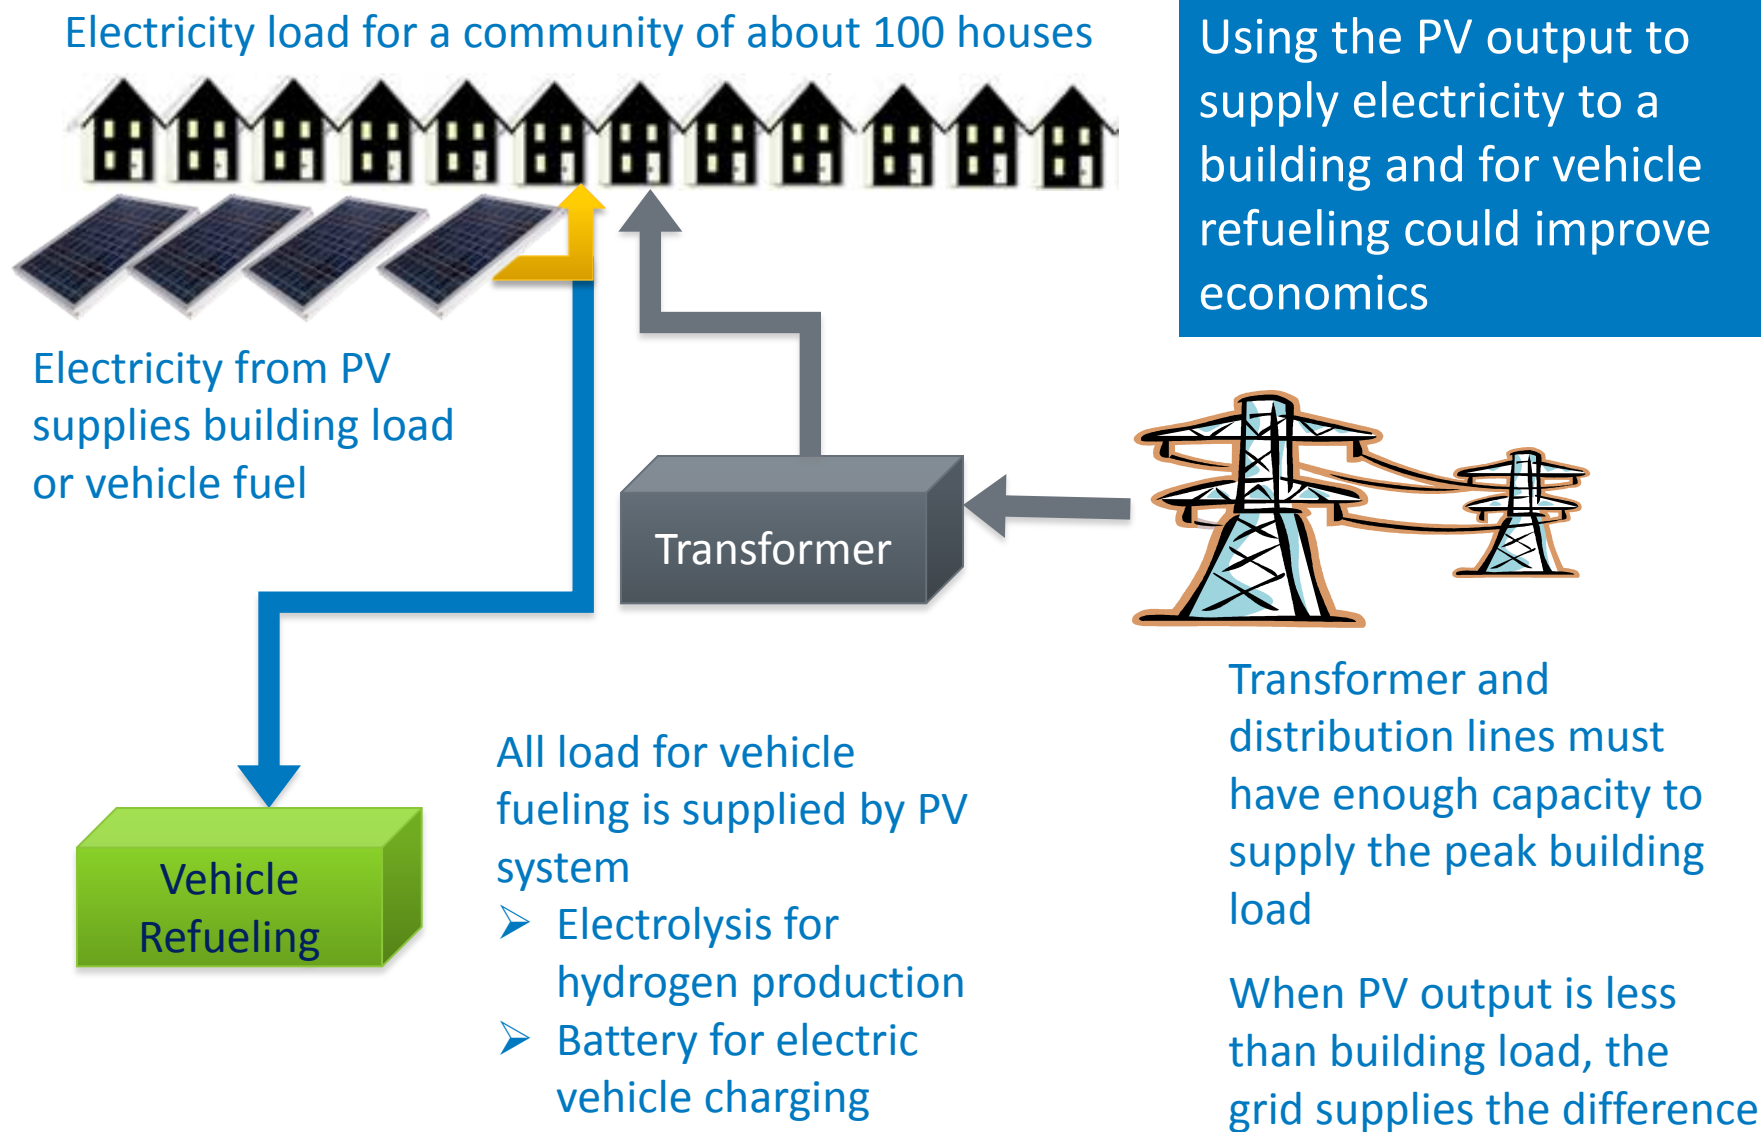 Electricity load for a community of about 100 houses
Using the PV output to
supply electricity to a
building and for vehicle
refueling could improve
economics
Electricity from PV
supplies building load
or vehicle fuel
Transformer
Vehicle
Refueling
All load for vehicle
fueling is supplied by PV
system
➢ Electrolysis for
hydrogen production
➢ Battery for electric
vehicle charging
Transformer and
distribution lines must
have enough capacity to
supply the peak building
load
When PV output is less
than building load, the
grid supplies the difference